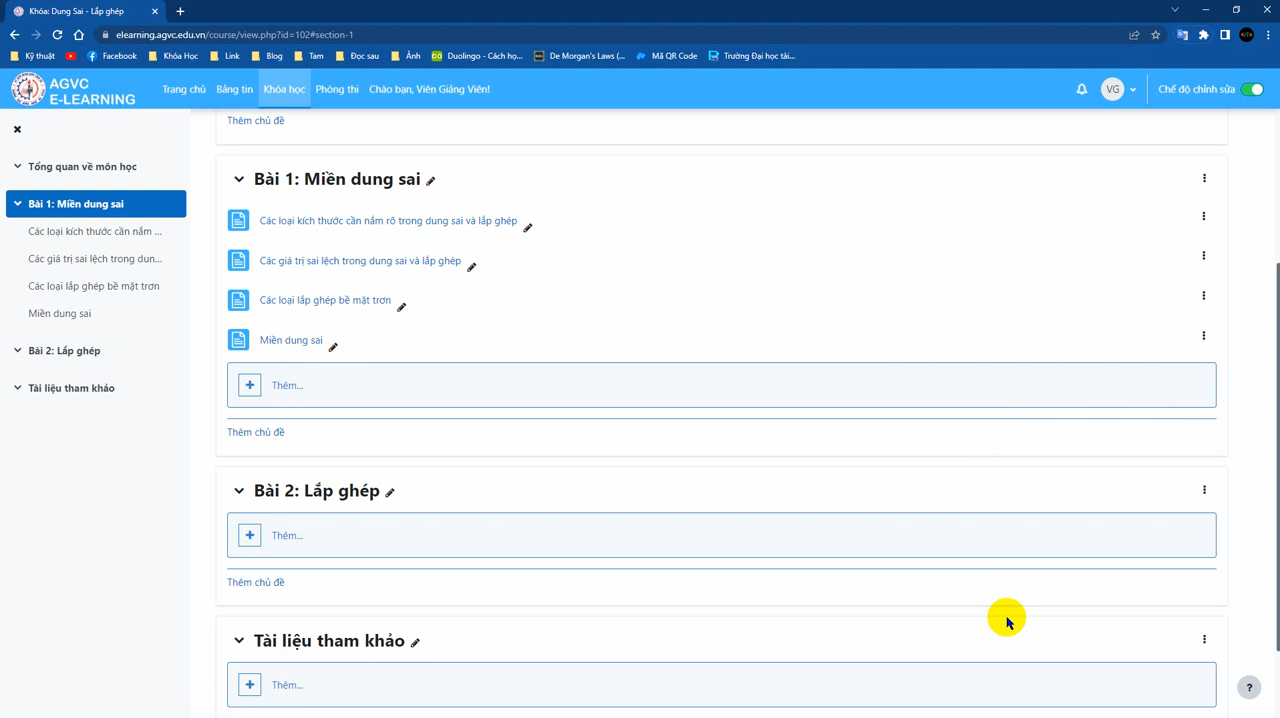 Khóa: Dung Sai - Lắp ghép
elearning.agvc.edu.vn/course/view.php?id=102#section-1
Kỹ thuật Facebook Khóa Học Link Blog Tam Đọc sau Ảnh Duolingo - Cách họ... De Morgan's Laws (... Mã QR Code Trường Đại học tài...
AGVC
E-LEARNING
Trang chủ Bảng tin Khóa học Phòng thi Chào bạn, Viên Giảng Viên! VG Chế độ chỉnh sửa
Tổng quan về môn học
Bài 1: Miền dung sai
Các loại kích thước cần nắm ...
Các giá trị sai lệch trong dun...
Các loại lắp ghép bề mặt trơn
Miền dung sai
Bài 2: Lắp ghép
Tài liệu tham khảo
Thêm chủ đề
Bài 1: Miền dung sai
Các loại kích thước cần nắm rõ trong dung sai và lắp ghép
Các giá trị sai lệch trong dung sai và lắp ghép
Các loại lắp ghép bề mặt trơn
Miền dung sai
Thêm...
Thêm chủ đề
Bài 2: Lắp ghép
Thêm...
Thêm chủ đề
Tài liệu tham khảo
Thêm...
?